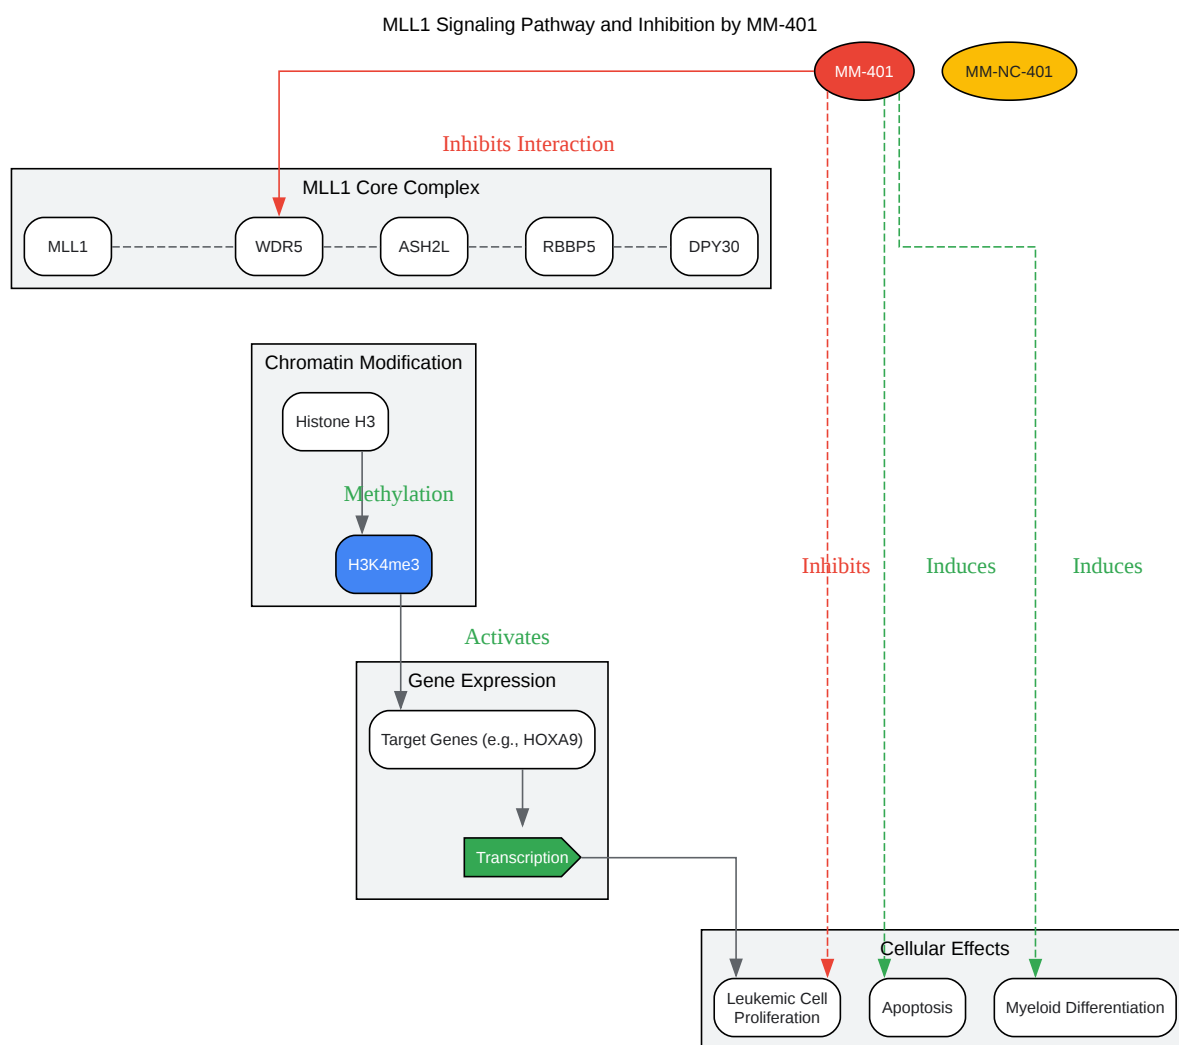 MLL1 Signaling Pathway and Inhibition by MM-401
MM-401
MM-NC-401
Inhibits Interaction
MLL1 Core Complex
MLL1
WDR5
ASH2L
RBBP5
DPY30
Chromatin Modification
Histone H3
Methylation
H3K4me3
Inhibits
Induces
Induces
Activates
Gene Expression
Target Genes (e.g., HOXA9)
Transcription
Cellular Effects
Leukemic Cell
Proliferation
Apoptosis
Myeloid Differentiation